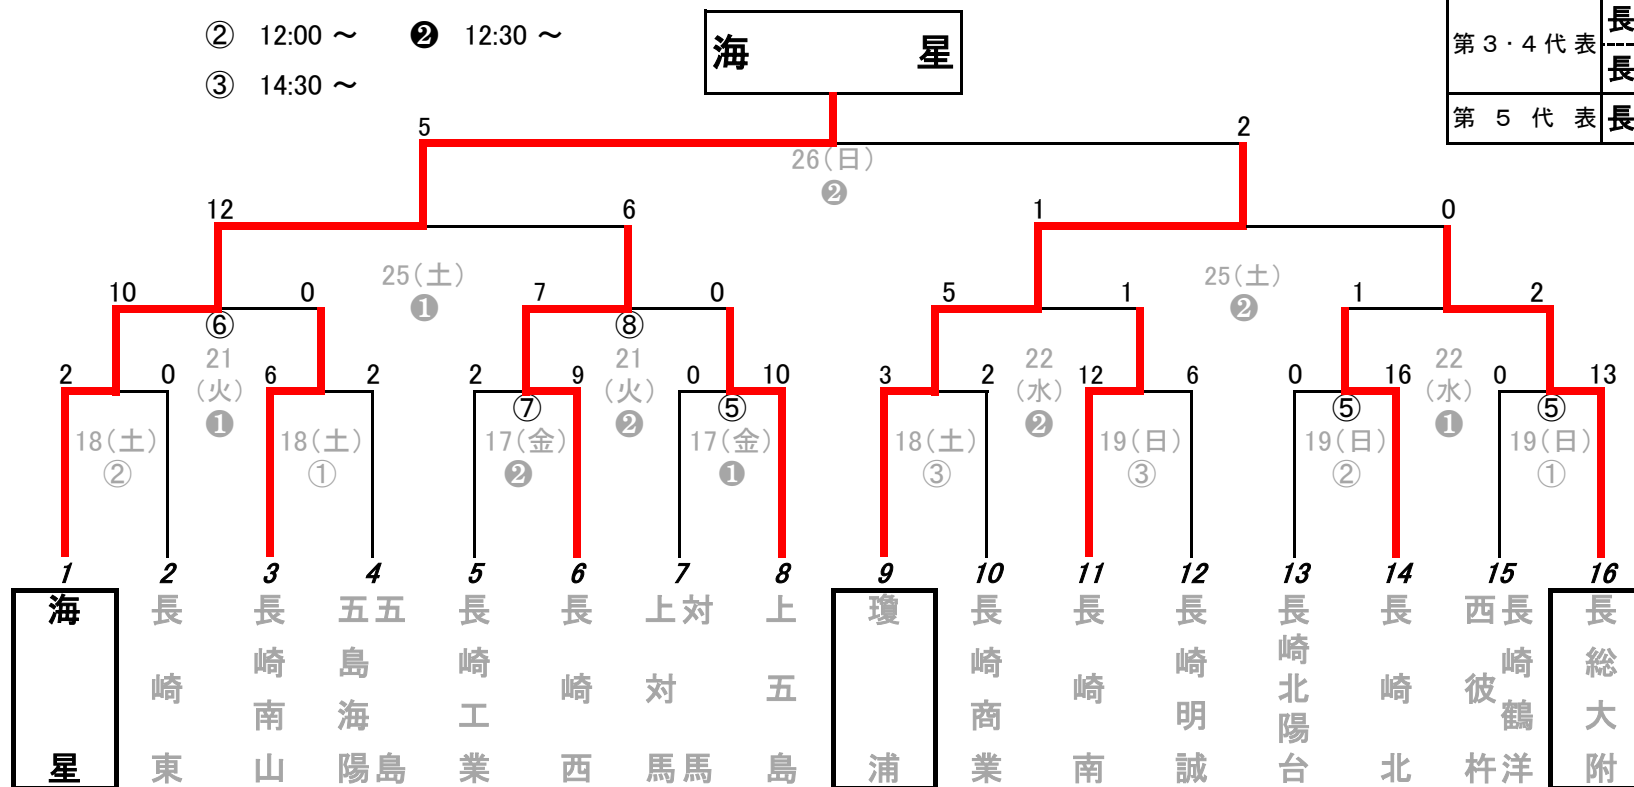 ② 12:00 ～ ❷ 12:30 ～
③ 14:30 ～
海 星
第3・4代表 長
長
第5代表 長
5 2
26(日)
❷
12 6 1 0
25(土) 25(土)
❶ ❷
10 0 7 0 5 1 1 2
⑥ ⑧
21 21 22 22
(火) (火) (水) (水)
❶ ❷ ❷ ❶
2 0 6 2 2 9 0 10 3 2 12 6 0 16 0 13
⑦ ⑤ ⑤ ⑤
18(土) 18(土) 17(金) 17(金) 18(土) 19(日) 19(日) 19(日)
② ① ❷ ❶ ③ ③ ② ①
1 2 3 4 5 6 7 8 9 10 11 12 13 14 15 16
海星
長崎東
長崎南山
五島海陽
五島
長崎工業
長崎西
上対馬
対馬
上五島
瓊浦
長崎商業
長崎南
長崎明誠
長崎北陽台
長崎北
西彼杵
長崎鶴洋
長総大附